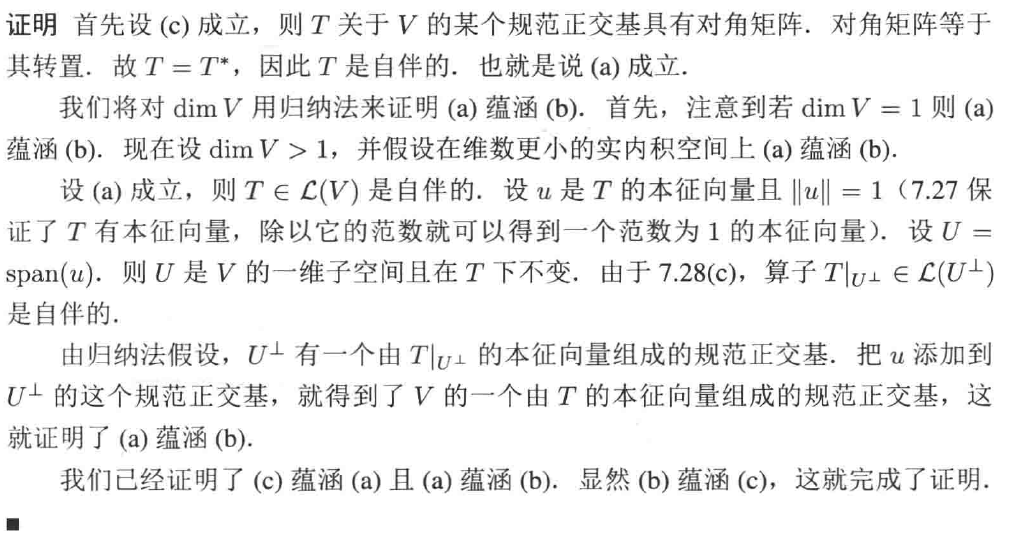 证明 首先设 (c) 成立，则 T 关于 V 的某个规范正交基具有对角矩阵．对角矩阵等于
其转置．故 T = T*，因此 T 是自伴的．也就是说 (a) 成立．
我们将对 dim V 用归纳法来证明 (a) 蕴涵 (b)．首先，注意到若 dim V = 1 则 (a)
蕴涵 (b)．现在设 dim V > 1，并假设在维数更小的实内积空间上 (a) 蕴涵 (b)．
设 (a) 成立，则 T ∈ ℒ(V) 是自伴的．设 u 是 T 的本征向量且 ‖u‖ = 1（7.27 保
证了 T 有本征向量，除以它的范数就可以得到一个范数为 1 的本征向量）．设 U =
span(u)．则 U 是 V 的一维子空间且在 T 下不变．由于 7.28(c)，算子 T|_{U^⊥} ∈ ℒ(U^⊥)
是自伴的．
由归纳法假设，U^⊥ 有一个由 T|_{U^⊥} 的本征向量组成的规范正交基．把 u 添加到
U^⊥ 的这个规范正交基，就得到了 V 的一个由 T 的本征向量组成的规范正交基，这
就证明了 (a) 蕴涵 (b)．
我们已经证明了 (c) 蕴涵 (a) 且 (a) 蕴涵 (b)．显然 (b) 蕴涵 (c)，这就完成了证明．
■